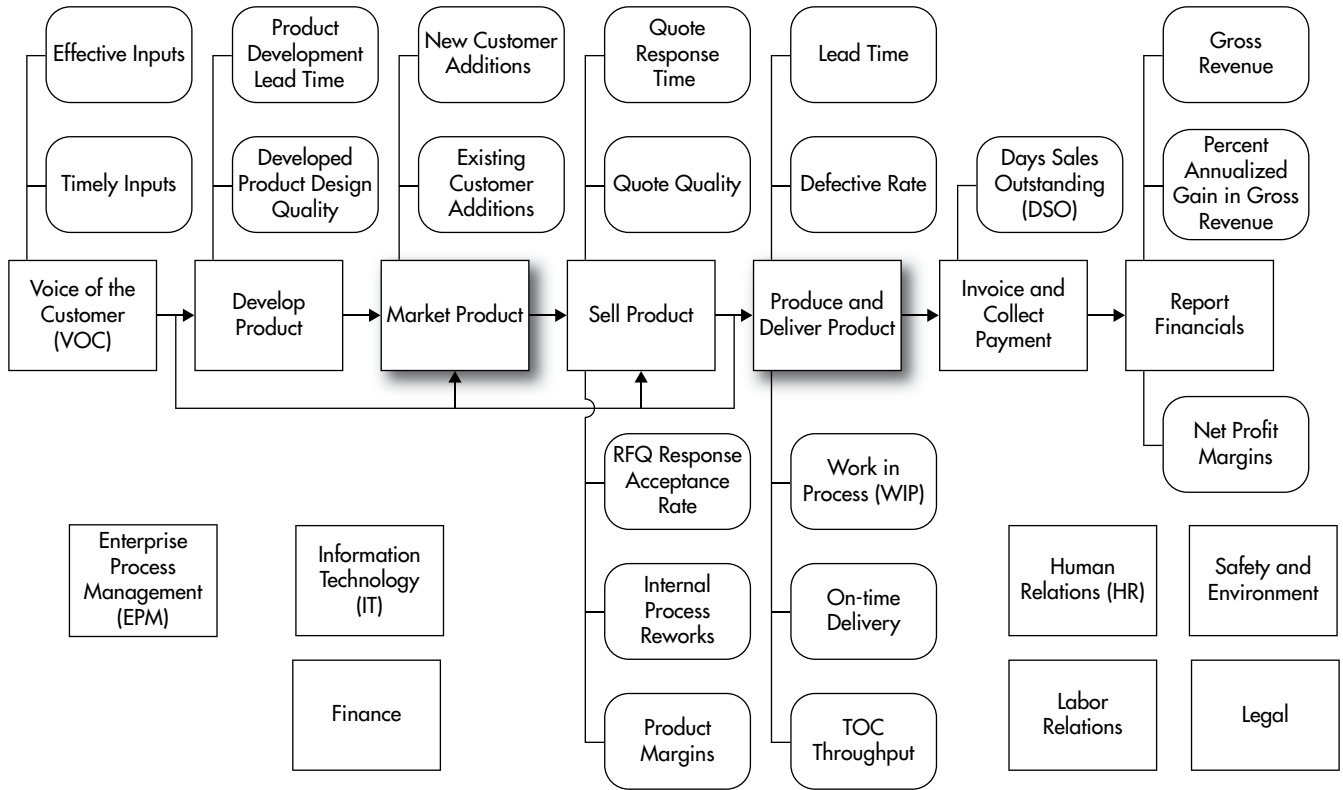 Effective Inputs
Product
Development
Lead Time
New Customer
Additions
Quote
Response
Time
Lead Time
Gross
Revenue
Timely Inputs
Developed
Product Design
Quality
Existing
Customer
Additions
Quote Quality
Defective Rate
Days Sales
Outstanding
(DSO)
Percent
Annualized
Gain in Gross
Revenue
Voice of the
Customer
(VOC)
Develop
Product
Market Product
Sell Product
Produce and
Deliver Product
Invoice and
Collect
Payment
Report
Financials
RFQ Response
Acceptance
Rate
Work in
Process (WIP)
Net Profit
Margins
Enterprise
Process
Management
(EPM)
Information
Technology
(IT)
Internal
Process
Reworks
On-time
Delivery
Human
Relations (HR)
Safety and
Environment
Finance
Product
Margins
TOC
Throughput
Labor
Relations
Legal